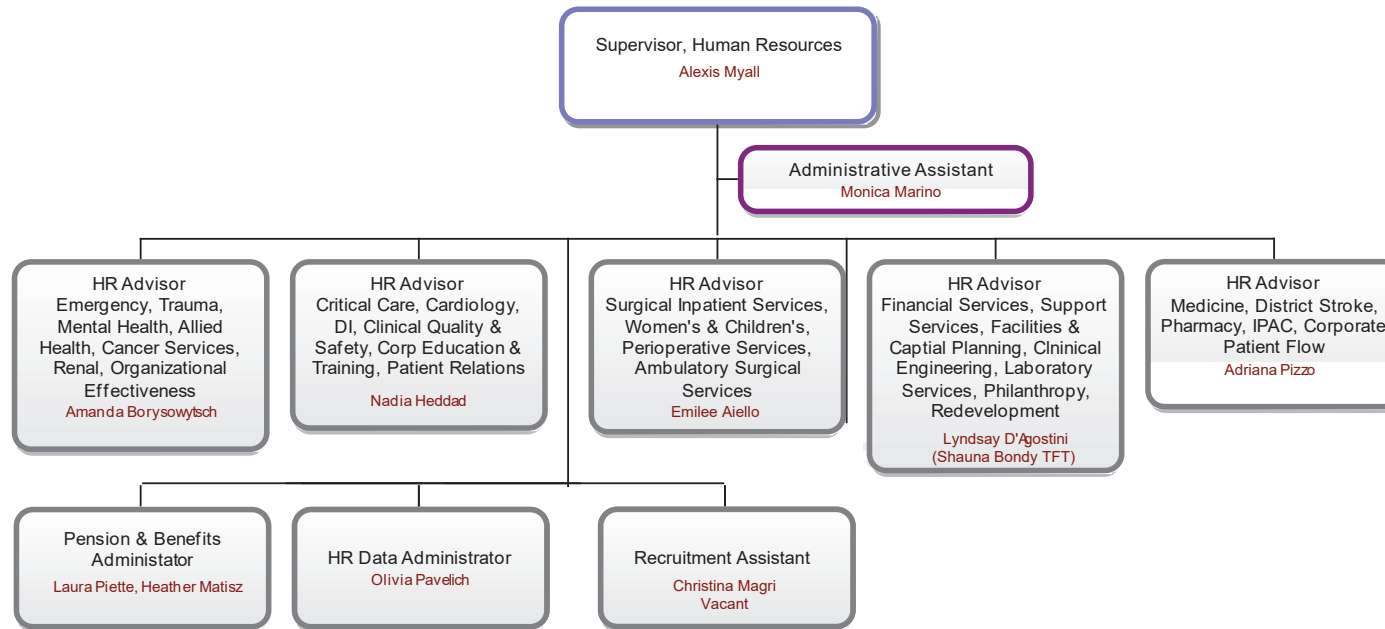 Supervisor, Human Resources
Alexis Myall
Administrative Assistant
Monica Marino
HR Advisor
Emergency, Trauma,
Mental Health, Allied
Health, Cancer Services,
Renal, Organizational
Effectiveness
Amanda Borysowytsch
HR Advisor
Critical Care, Cardiology,
DI, Clinical Quality &
Safety, Corp Education &
Training, Patient Relations
Nadia Heddad
HR Advisor
Surgical Inpatient Services,
Women's & Children's,
Perioperative Services,
Ambulatory Surgical
Services
Emilee Aiello
HR Advisor
Financial Services, Support
Services, Facilities &
Captial Planning, Clninical
Engineering, Laboratory
Services, Philanthropy,
Redevelopment
Lyndsay D'Agostini
(Shauna Bondy TFT)
HR Advisor
Medicine, District Stroke,
Pharmacy, IPAC, Corporate
Patient Flow
Adriana Pizzo
Pension & Benefits
Administator
Laura Piette, Heather Matisz
HR Data Administrator
Olivia Pavelich
Recruitment Assistant
Christina Magri
Vacant